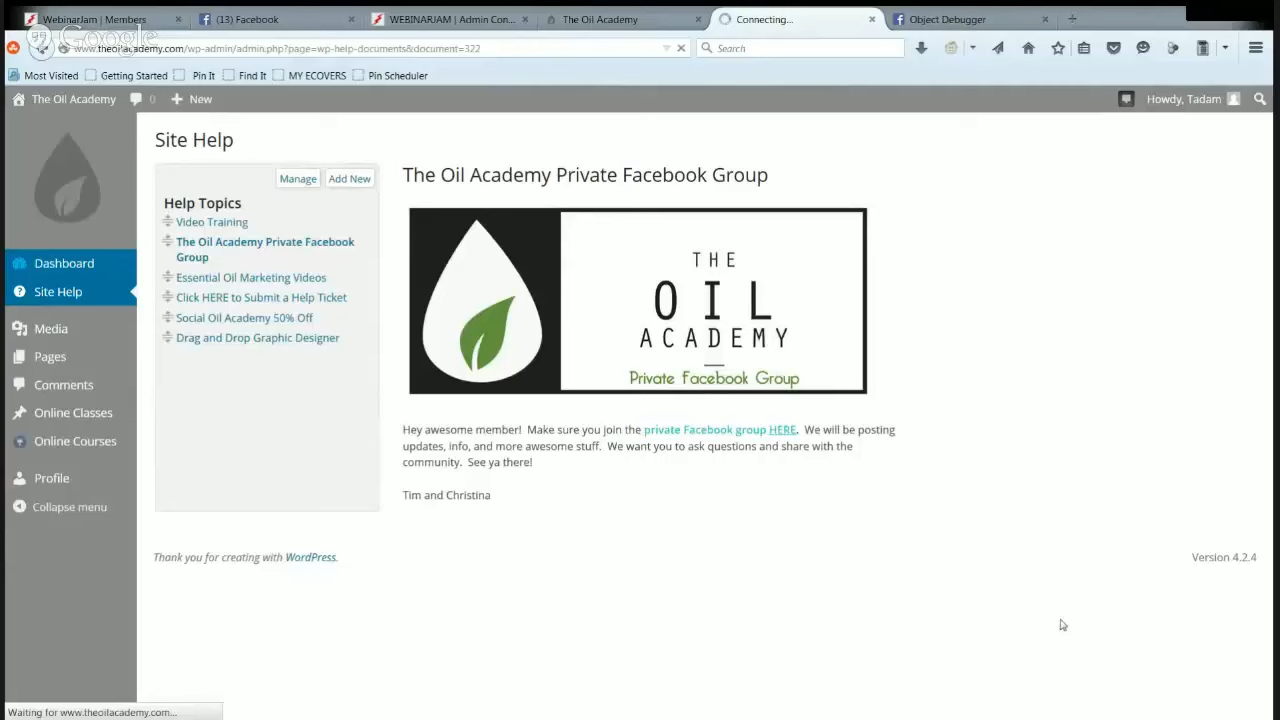 WebinarJam | Members
(13) Facebook
WEBINARJAM | Admin Con...
The Oil Academy
Connecting...
Object Debugger
Google
www.theoilacademy.com/wp-admin/admin.php?page=wp-help-documents&document=322
Search
Most Visited
Getting Started
Pin It
Find It
MY ECOVERS
Pin Scheduler
The Oil Academy
0
New
Howdy, Tadam
Site Help
Manage
Add New
Help Topics
Video Training
The Oil Academy Private Facebook
Group
Essential Oil Marketing Videos
Click HERE to Submit a Help Ticket
Social Oil Academy 50% Off
Drag and Drop Graphic Designer
Dashboard
Site Help
Media
Pages
Comments
Online Classes
Online Courses
Profile
Collapse menu
The Oil Academy Private Facebook Group
THE
OIL
ACADEMY
Private Facebook Group
Hey awesome member! Make sure you join the private Facebook group HERE. We will be posting
updates, info, and more awesome stuff. We want you to ask questions and share with the
community. See ya there!
Tim and Christina
Thank you for creating with WordPress.
Version 4.2.4
Waiting for www.theoilacademy.com...